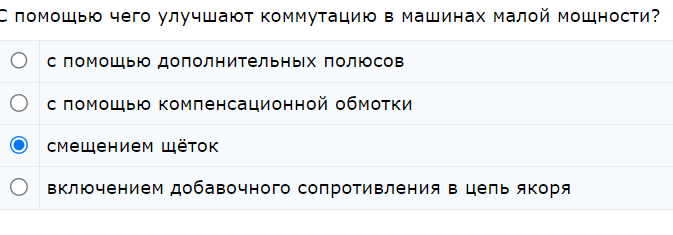 С помощью чего улучшают коммутацию в машинах малой мощности?
с помощью дополнительных полюсов
с помощью компенсационной обмотки
смещением щёток
включением добавочного сопротивления в цепь якоря